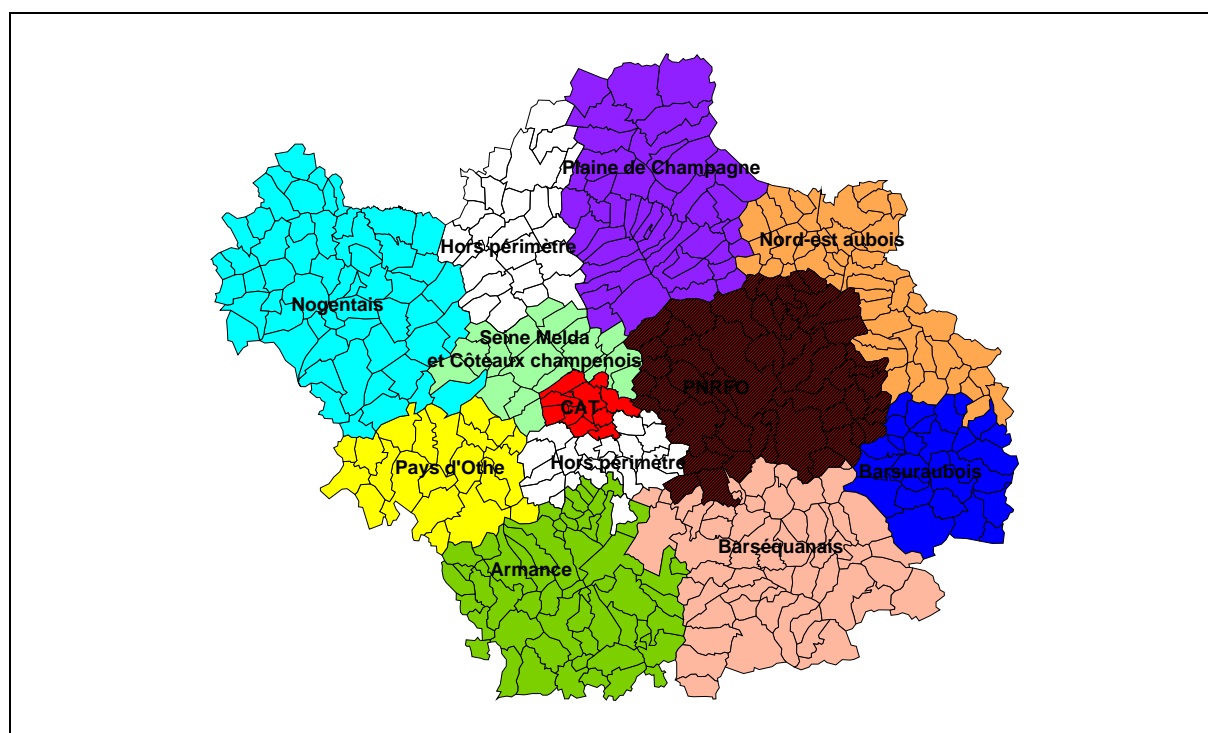 Plaine de Champagne
Nord-est aubois
Hors périmètre
Nogentais
Seine Melda
et Côteaux champenois
PNRFO
CAT
Hors périmètre
Pays d'Othe
Barsuraubois
Barséquanais
Armance